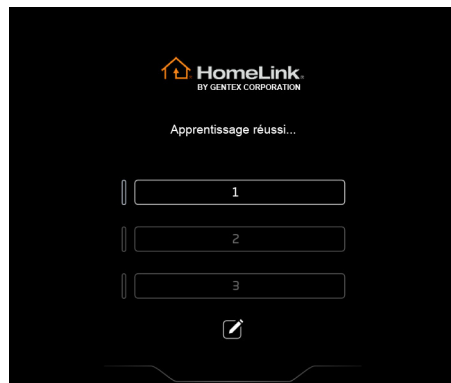 HomeLink®
BY GENTEX CORPORATION
Apprentissage réussi...
1
2
3